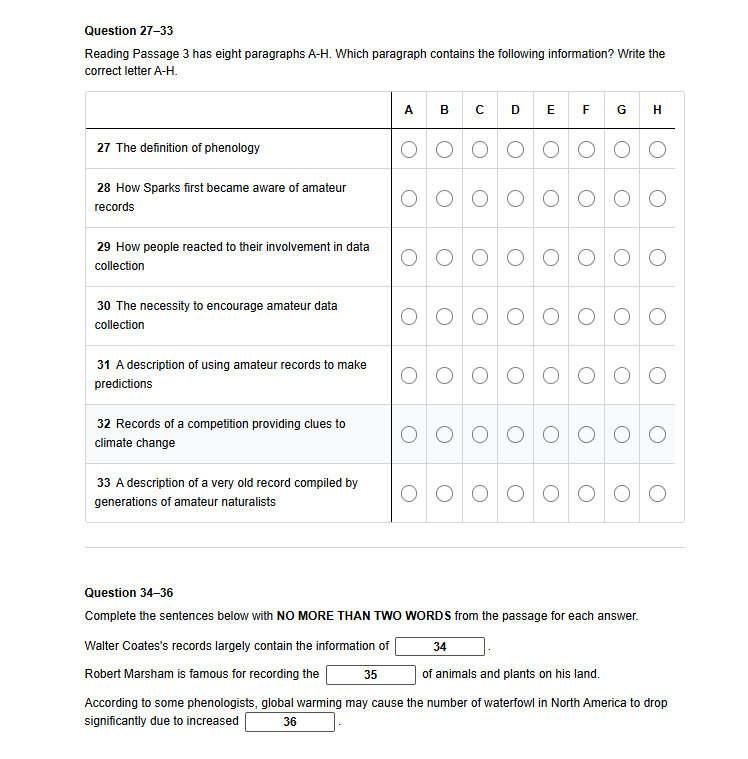 Question 27–33
Reading Passage 3 has eight paragraphs A-H. Which paragraph contains the following information? Write the
correct letter A-H.
A B C D E F G H
27 The definition of phenology
28 How Sparks first became aware of amateur
records
29 How people reacted to their involvement in data
collection
30 The necessity to encourage amateur data
collection
31 A description of using amateur records to make
predictions
32 Records of a competition providing clues to
climate change
33 A description of a very old record compiled by
generations of amateur naturalists
Question 34–36
Complete the sentences below with NO MORE THAN TWO WORDS from the passage for each answer.
Walter Coates's records largely contain the information of 34 .
Robert Marsham is famous for recording the 35 of animals and plants on his land.
According to some phenologists, global warming may cause the number of waterfowl in North America to drop
significantly due to increased 36 .